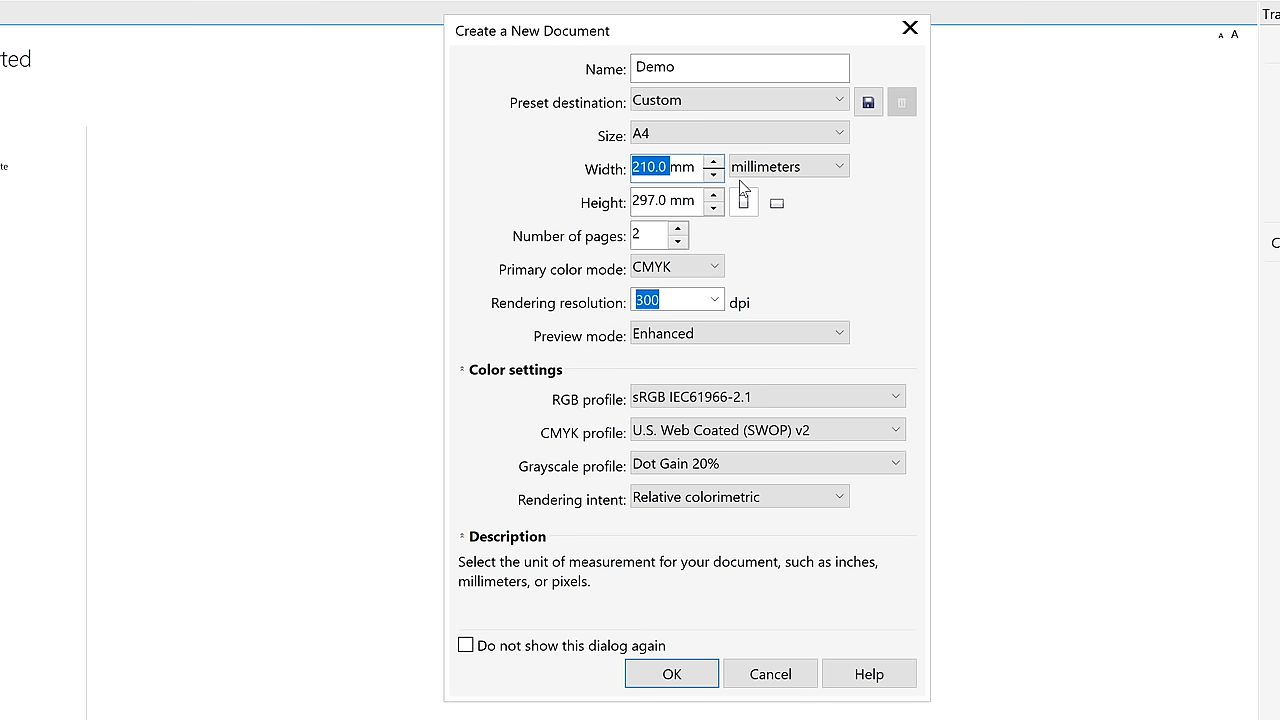 Tra
Create a New Document
A A
ted
Name: Demo
Preset destination: Custom
Size: A4
te
Width: 210.0 mm millimeters
Height: 297.0 mm
Number of pages: 2
C
Primary color mode: CMYK
Rendering resolution: 300 dpi
Preview mode: Enhanced
Color settings
RGB profile: sRGB IEC61966-2.1
CMYK profile: U.S. Web Coated (SWOP) v2
Grayscale profile: Dot Gain 20%
Rendering intent: Relative colorimetric
Description
Select the unit of measurement for your document, such as inches,
millimeters, or pixels.
Do not show this dialog again
OK Cancel Help